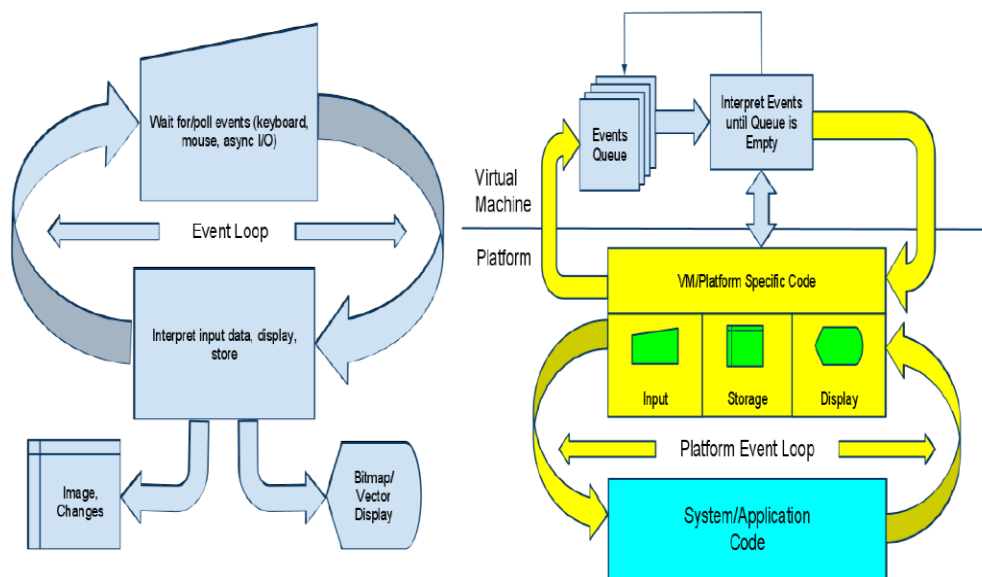 Wait for/poll events (keyboard,
mouse, async I/O)
Event Loop
Interpret input data, display,
store
Image,
Changes
Bitmap/
Vector
Display
Events
Queue
Interpret Events
until Queue is
Empty
Virtual
Machine
Platform
VM/Platform Specific Code
Input
Storage
Display
Platform Event Loop
System/Application
Code